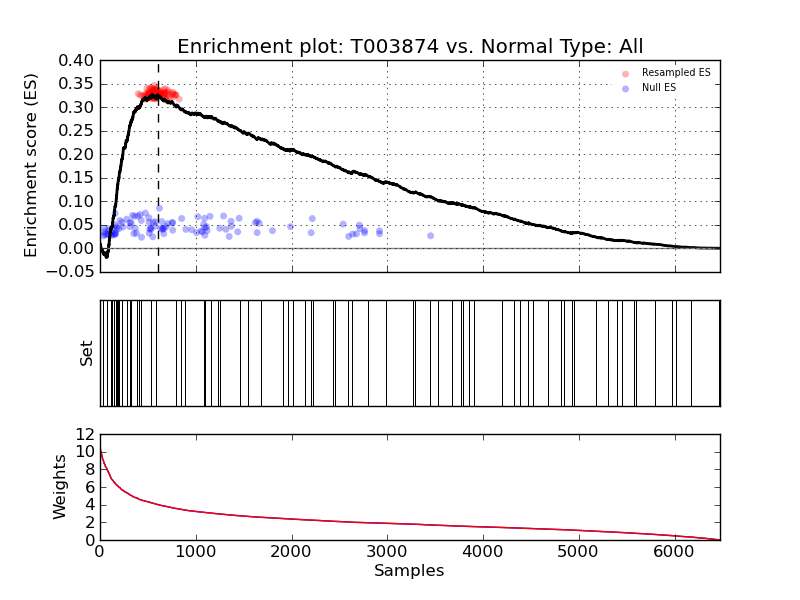 Enrichment plot: T003874 vs. Normal Type: All
Enrichment score (ES)
0.40
0.35
0.30
0.25
0.20
0.15
0.10
0.05
0.00
−0.05
Resampled ES
Null ES
Set
Weights
12
10
8
6
4
2
0
0 1000 2000 3000 4000 5000 6000
Samples